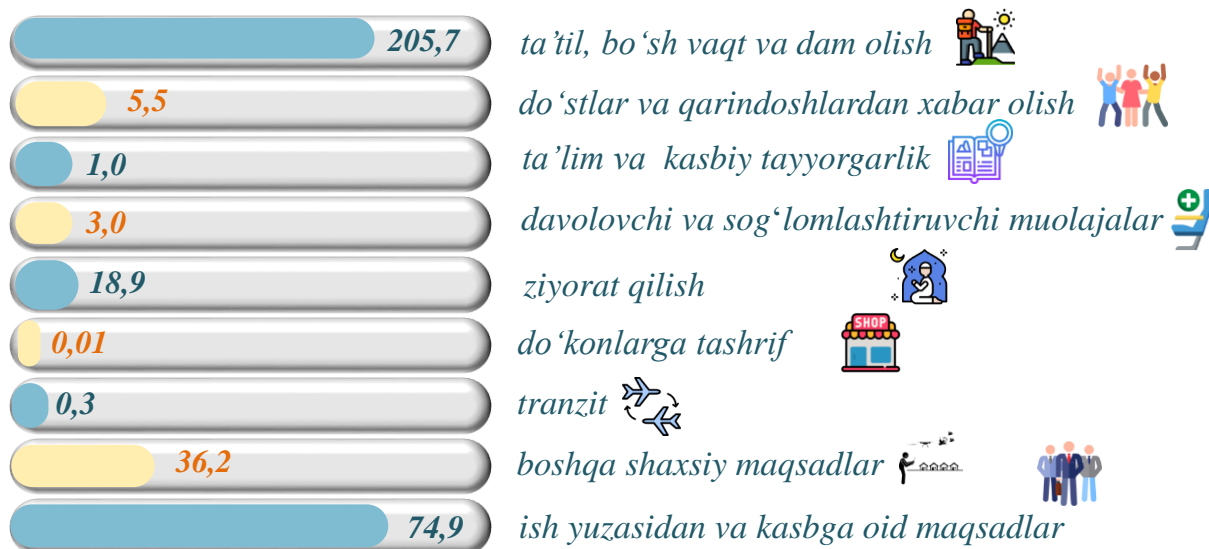 205,7 ta’til, bo‘sh vaqt va dam olish
SHOP
5,5 do‘stlar va qarindoshlardan xabar olish
1,0 ta’lim va kasbiy tayyorgarlik
3,0 davolovchi va sog‘lomlashtiruvchi muolajalar
18,9 ziyorat qilish
0,01 do‘konlarga tashrif
0,3 tranzit
36,2 boshqa shaxsiy maqsadlar
74,9 ish yuzasidan va kasbga oid maqsadlar